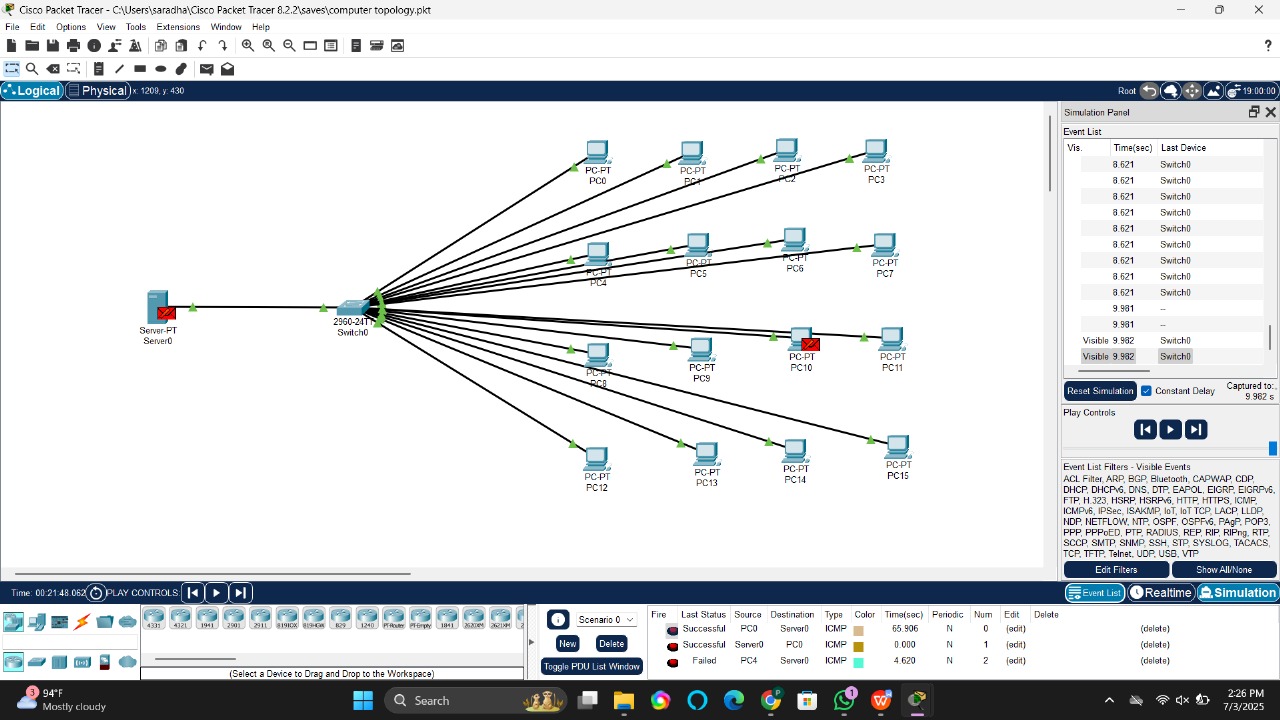 Cisco Packet Tracer - C:\Users\saradha\Cisco Packet Tracer 8.2.2\saves\computer topology.pkt
File Edit Options View Tools Extensions Window Help
Logical Physical x: 1209, y: 430 Root 19:00:00
Simulation Panel
Event List
Vis. Time(sec) Last Device
8.621 Switch0
8.621 Switch0
8.621 Switch0
8.621 Switch0
8.621 Switch0
8.621 Switch0
8.621 Switch0
8.621 Switch0
8.621 Switch0
9.981 --
9.981 --
Visible 9.982 Switch0
Visible 9.982 Switch0
Reset Simulation Constant Delay Captured to:
9.982 s
Play Controls
Event List Filters - Visible Events
ACL Filter, ARP, BGP, Bluetooth, CAPWAP, CDP,
DHCP, DHCPv6, DNS, DTP, EAPOL, EIGRP, EIGRPv6,
FTP, H.323, HSRP, HSRPv6, HTTP, HTTPS, ICMP,
ICMPv6, IPSec, ISAKMP, IoT, IoT TCP, LACP, LLDP,
NDP, NETFLOW, NTP, OSPF, OSPFv6, PAgP, POP3,
PPP, PPPoED, PTP, RADIUS, REP, RIP, RIPng, RTP,
SCCP, SMTP, SNMP, SSH, STP, SYSLOG, TACACS,
TCP, TFTP, Telnet, UDP, USB, VTP
Edit Filters Show All/None
PC-PT
PC0
PC-PT
PC1
PC-PT
PC2
PC-PT
PC3
PC-PT
PC4
PC-PT
PC5
PC-PT
PC6
PC-PT
PC7
Server-PT
Server0
2960-24TT
Switch0
PC-PT
PC8
PC-PT
PC9
PC-PT
PC10
PC-PT
PC11
PC-PT
PC12
PC-PT
PC13
PC-PT
PC14
PC-PT
PC15
Time: 00:21:48.062 PLAY CONTROLS: Event List Realtime Simulation
4331 4321 1941 2901 2911 819IOX 819HGW 829 1240 PT-Router PT-Empty 1841 2620XM 2621XM
(Select a Device to Drag and Drop to the Workspace)
Scenario 0
New Delete
Toggle PDU List Window
Fire Last Status Source Destination Type Color Time(sec) Periodic Num Edit Delete
Successful PC0 Server0 ICMP 65.906 N 0 (edit) (delete)
Successful Server0 PC0 ICMP 0.000 N 1 (edit) (delete)
Failed PC4 Server0 ICMP 4.620 N 2 (edit) (delete)
3 94°F
Mostly cloudy
Search
P
1
2:26 PM
7/3/2025